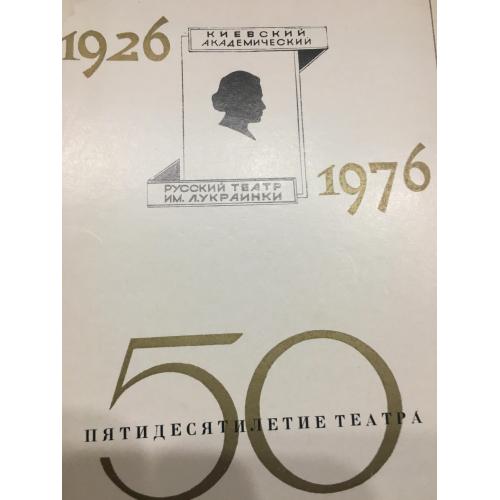 1926
КИЕВСКИЙ
АКАДЕМИЧЕСКИЙ
РУССКИЙ ТЕАТР
ИМ. Л.УКРАИНКИ
1976
50
ПЯТИДЕСЯТИЛЕТИЕ ТЕАТРА